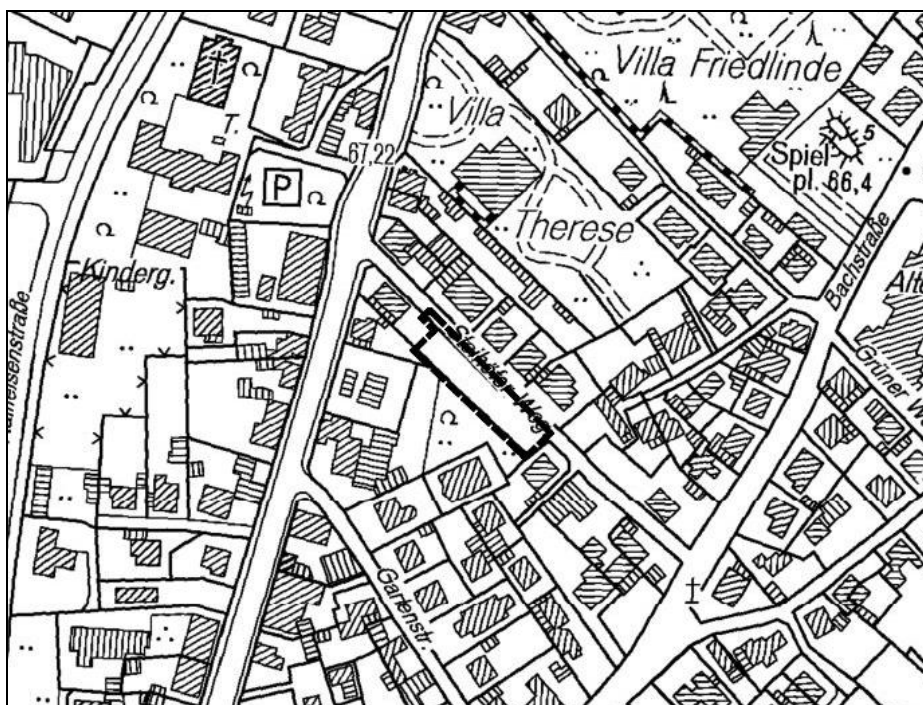 Villa Friedlinde
Villa
67,22
5
Spiel-
pl. 66,4
T.
P
Therese
Kinderg.
Bachstraße
Alte
Weg
Grüner W
Gartenstr.